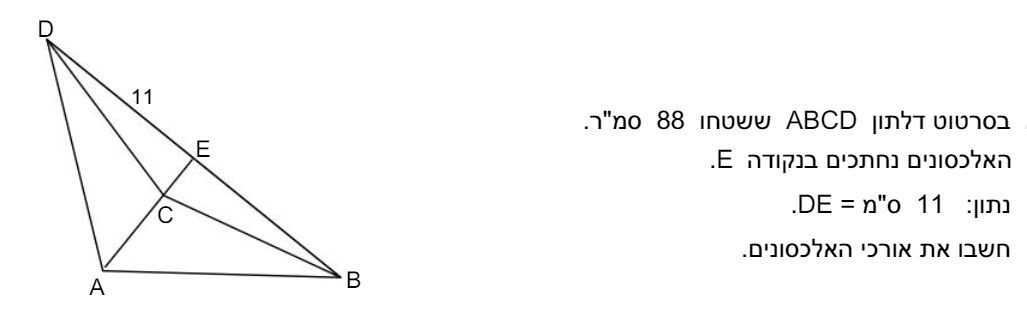 D
11
E
C
A
B
בסרטוט דלתון ABCD ששטחו 88 סמ"ר.
האלכסונים נחתכים בנקודה E.
נתון: 11 ס"מ = DE.
חשבו את אורכי האלכסונים.